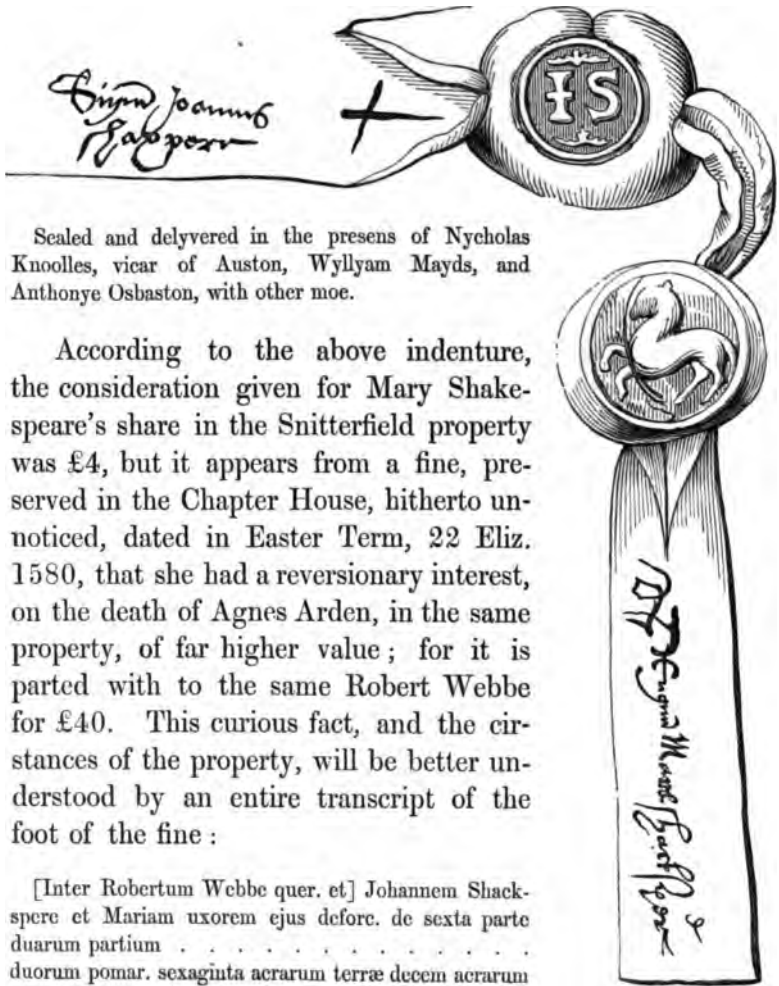 Joannis
IS
Sealed and delyvered in the presens of Nycholas
Knoolles, vicar of Auston, Wyllyam Mayds, and
Anthonye Osbaston, with other moe.
According to the above indenture,
the consideration given for Mary Shake-
speare's share in the Snitterfield property
was £4, but it appears from a fine, pre-
served in the Chapter House, hitherto un-
noticed, dated in Easter Term, 22 Eliz.
1580, that she had a reversionary interest,
on the death of Agnes Arden, in the same
property, of far higher value ; for it is
parted with to the same Robert Webbe
for £40. This curious fact, and the cir-
stances of the property, will be better un-
derstood by an entire transcript of the
foot of the fine :
[Inter Robertum Webbe quer. et] Johannem Shack-
spere et Mariam uxorem ejus deforc. de sexta parte
duarum partium . . . . . . . . . . . . . .
duorum pomar. sexaginta acrarum terræ decem acrarum